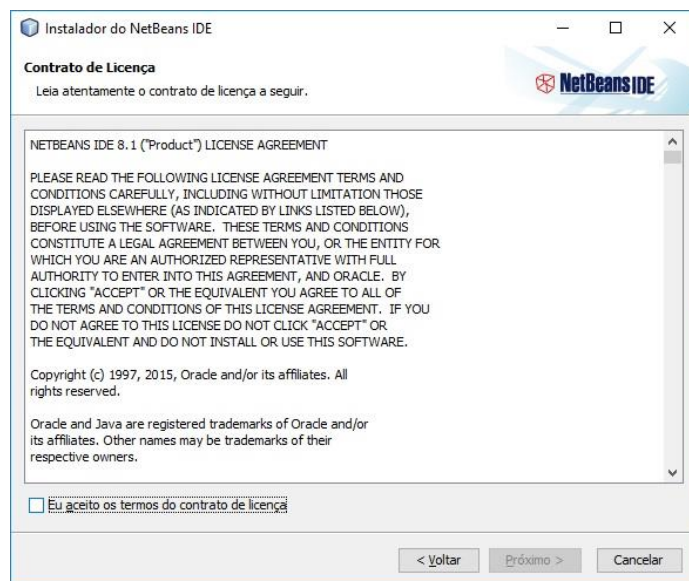 Instalador do NetBeans IDE
Contrato de Licença
Leia atentamente o contrato de licença a seguir.
NetBeans IDE
NETBEANS IDE 8.1 ("Product") LICENSE AGREEMENT
PLEASE READ THE FOLLOWING LICENSE AGREEMENT TERMS AND
CONDITIONS CAREFULLY, INCLUDING WITHOUT LIMITATION THOSE
DISPLAYED ELSEWHERE (AS INDICATED BY LINKS LISTED BELOW),
BEFORE USING THE SOFTWARE.  THESE TERMS AND CONDITIONS
CONSTITUTE A LEGAL AGREEMENT BETWEEN YOU, OR THE ENTITY FOR
WHICH YOU ARE AN AUTHORIZED REPRESENTATIVE WITH FULL
AUTHORITY TO ENTER INTO THIS AGREEMENT, AND ORACLE.  BY
CLICKING "ACCEPT" OR THE EQUIVALENT YOU AGREE TO ALL OF
THE TERMS AND CONDITIONS OF THIS LICENSE AGREEMENT.  IF YOU
DO NOT AGREE TO THIS LICENSE DO NOT CLICK "ACCEPT" OR
THE EQUIVALENT AND DO NOT INSTALL OR USE THIS SOFTWARE.
Copyright (c) 1997, 2015, Oracle and/or its affiliates. All
rights reserved.
Oracle and Java are registered trademarks of Oracle and/or
its affiliates. Other names may be trademarks of their
respective owners.
Eu aceito os termos do contrato de licença
< Voltar
Próximo >
Cancelar